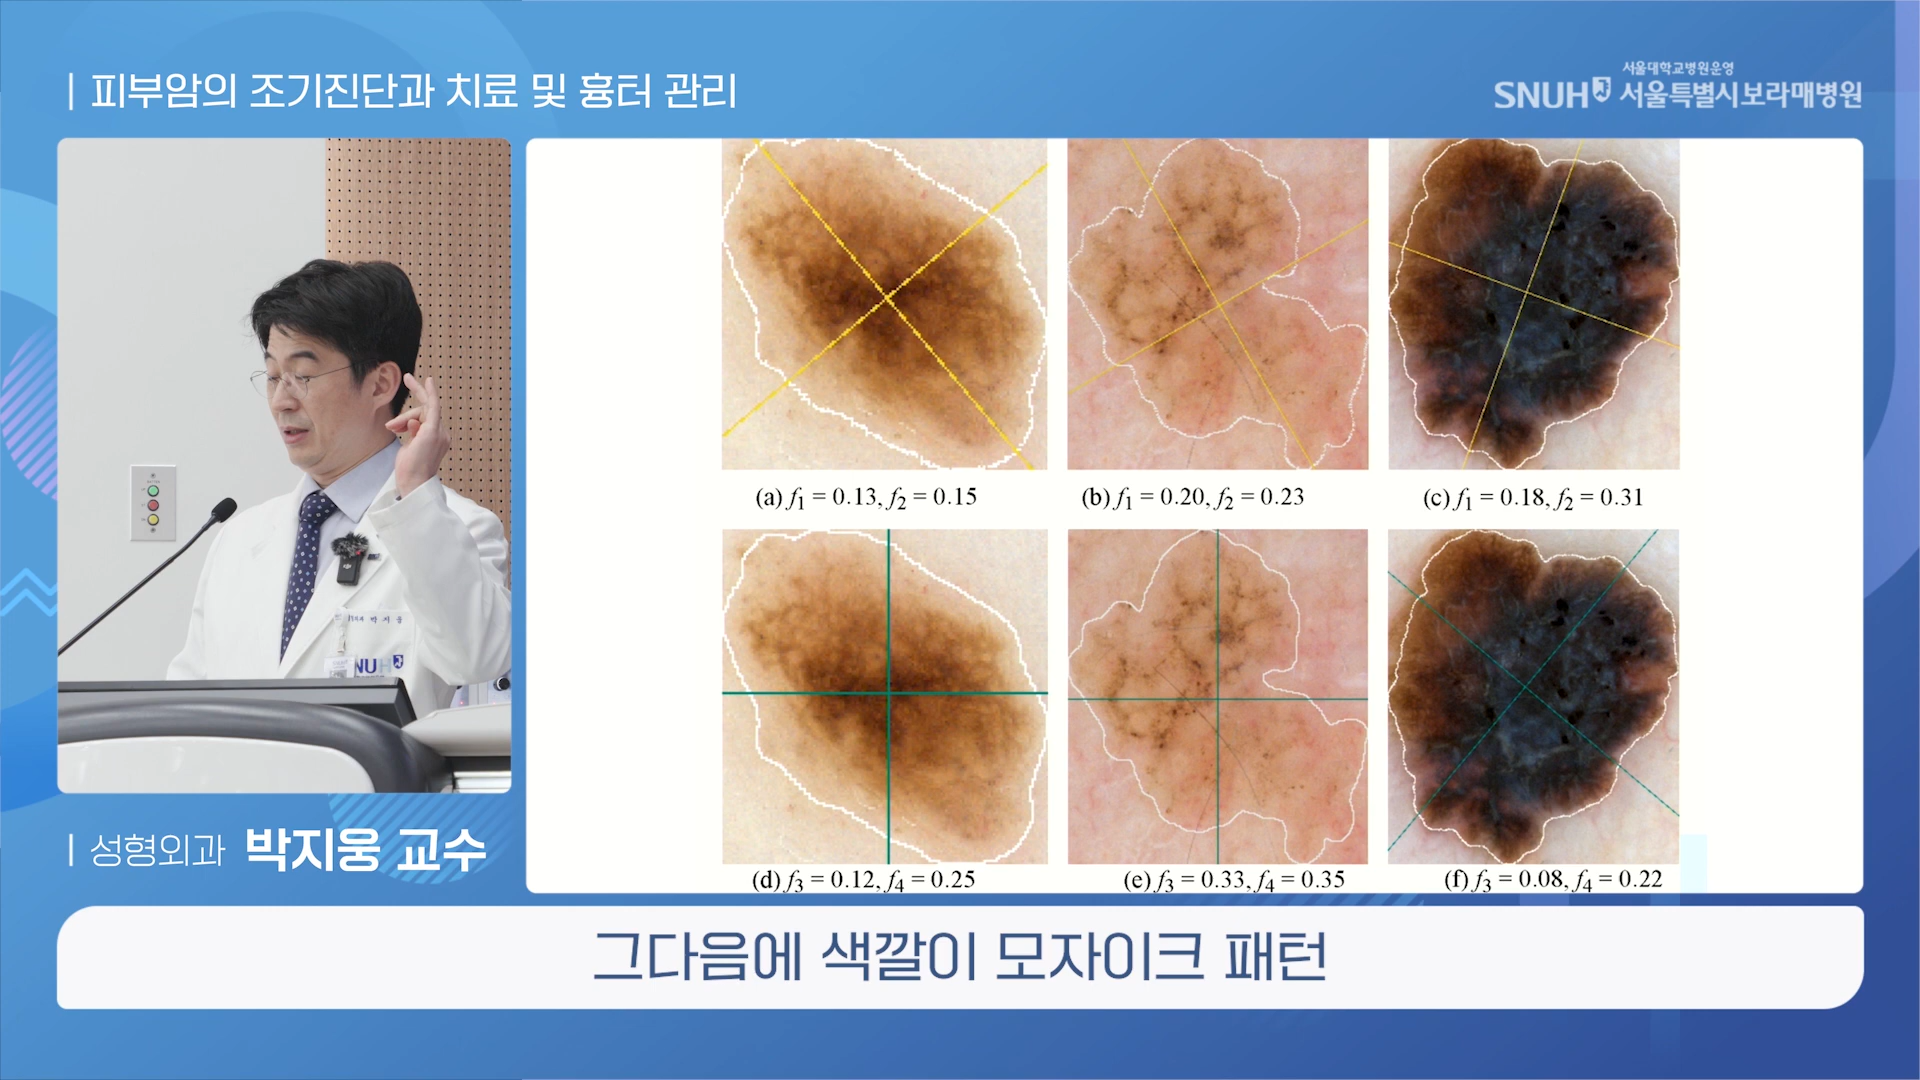 피부암의 조기진단과 치료 및 흉터 관리
서울대학교병원운영
SNUH 서울특별시보라매병원
(a) f1 = 0.13, f2 = 0.15
(b) f1 = 0.20, f2 = 0.23
(c) f1 = 0.18, f2 = 0.31
(d) f3 = 0.12, f4 = 0.25
(e) f3 = 0.33, f4 = 0.35
(f) f3 = 0.08, f4 = 0.22
박지웅
NUH
성형외과 박지웅 교수
그다음에 색깔이 모자이크 패턴